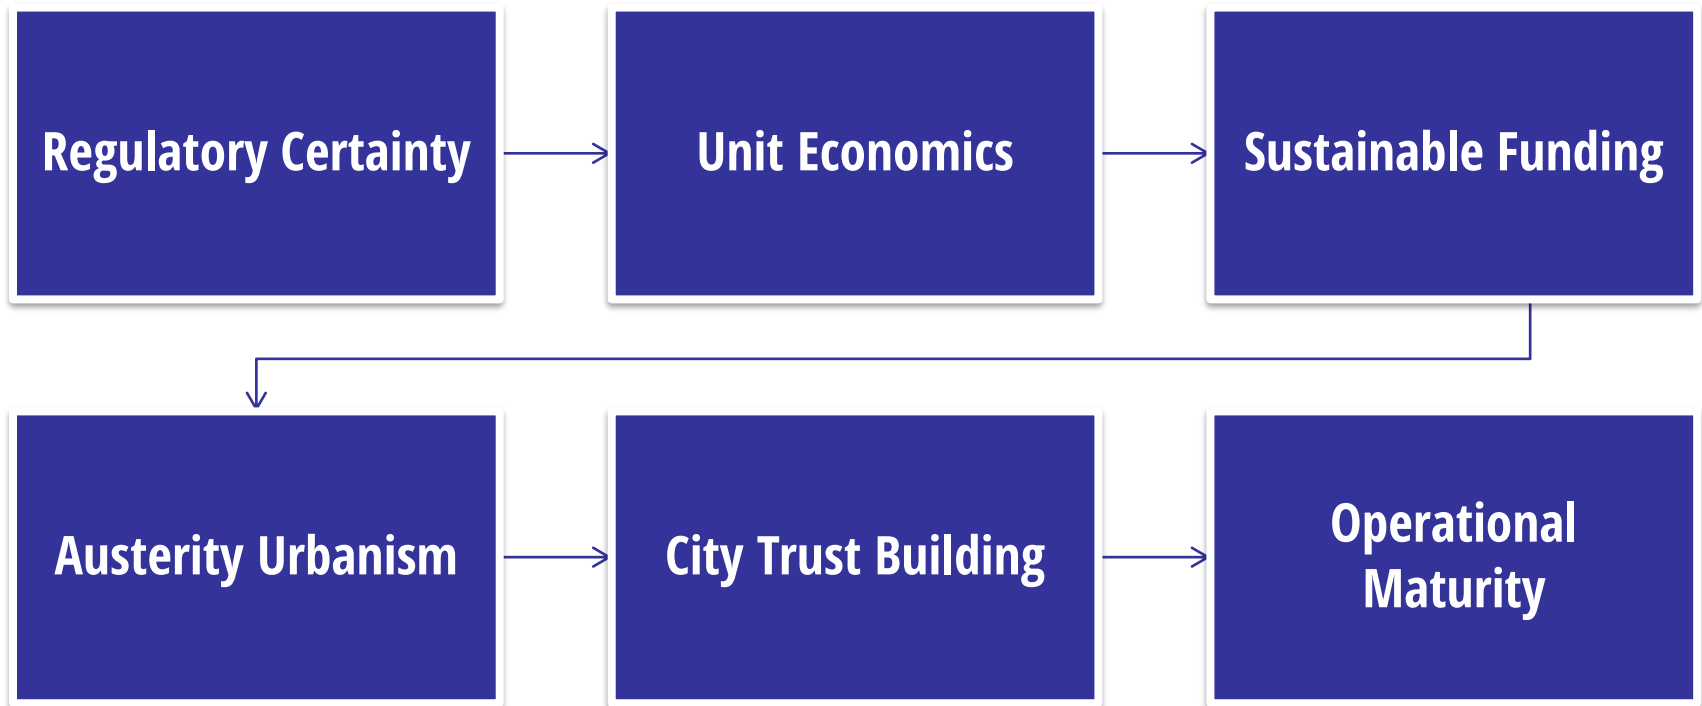 Regulatory Certainty
Unit Economics
Sustainable Funding
Austerity Urbanism
City Trust Building
Operational
Maturity